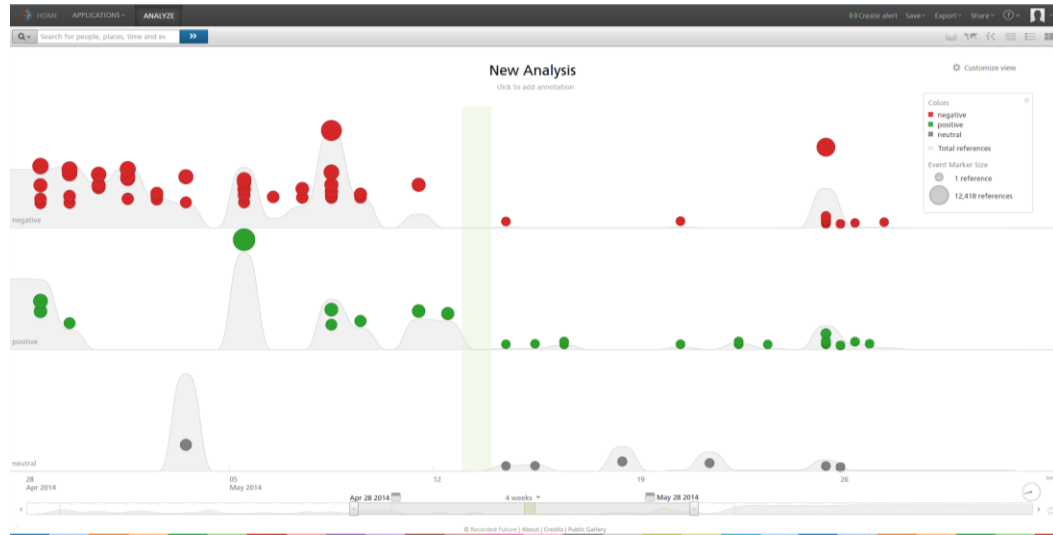 HOME APPLICATIONS ANALYZE Create alert Save Export Share ?
Search for people, places, time and ev »
New Analysis
click to add annotation
Customize view
Colors
negative
positive
neutral
Total references
Event Marker Size
1 reference
12,418 references
negative
positive
neutral
28 05 12 19 26
Apr 2014 May 2014
Apr 28 2014 4 weeks May 28 2014
© Recorded Future | About | Credits | Public Gallery